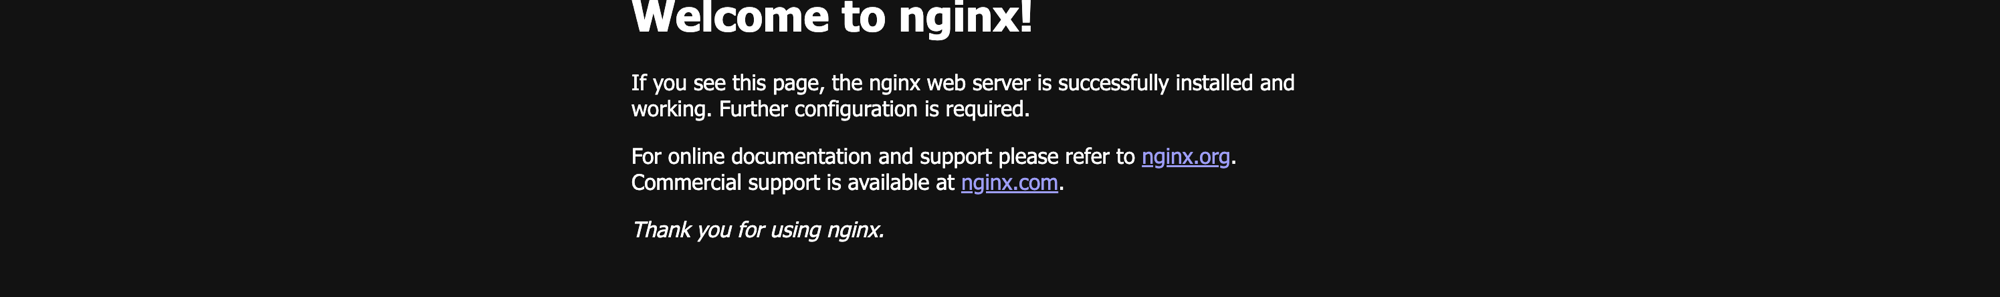 Welcome to nginx!
If you see this page, the nginx web server is successfully installed and
working. Further configuration is required.
For online documentation and support please refer to nginx.org.
Commercial support is available at nginx.com.
Thank you for using nginx.